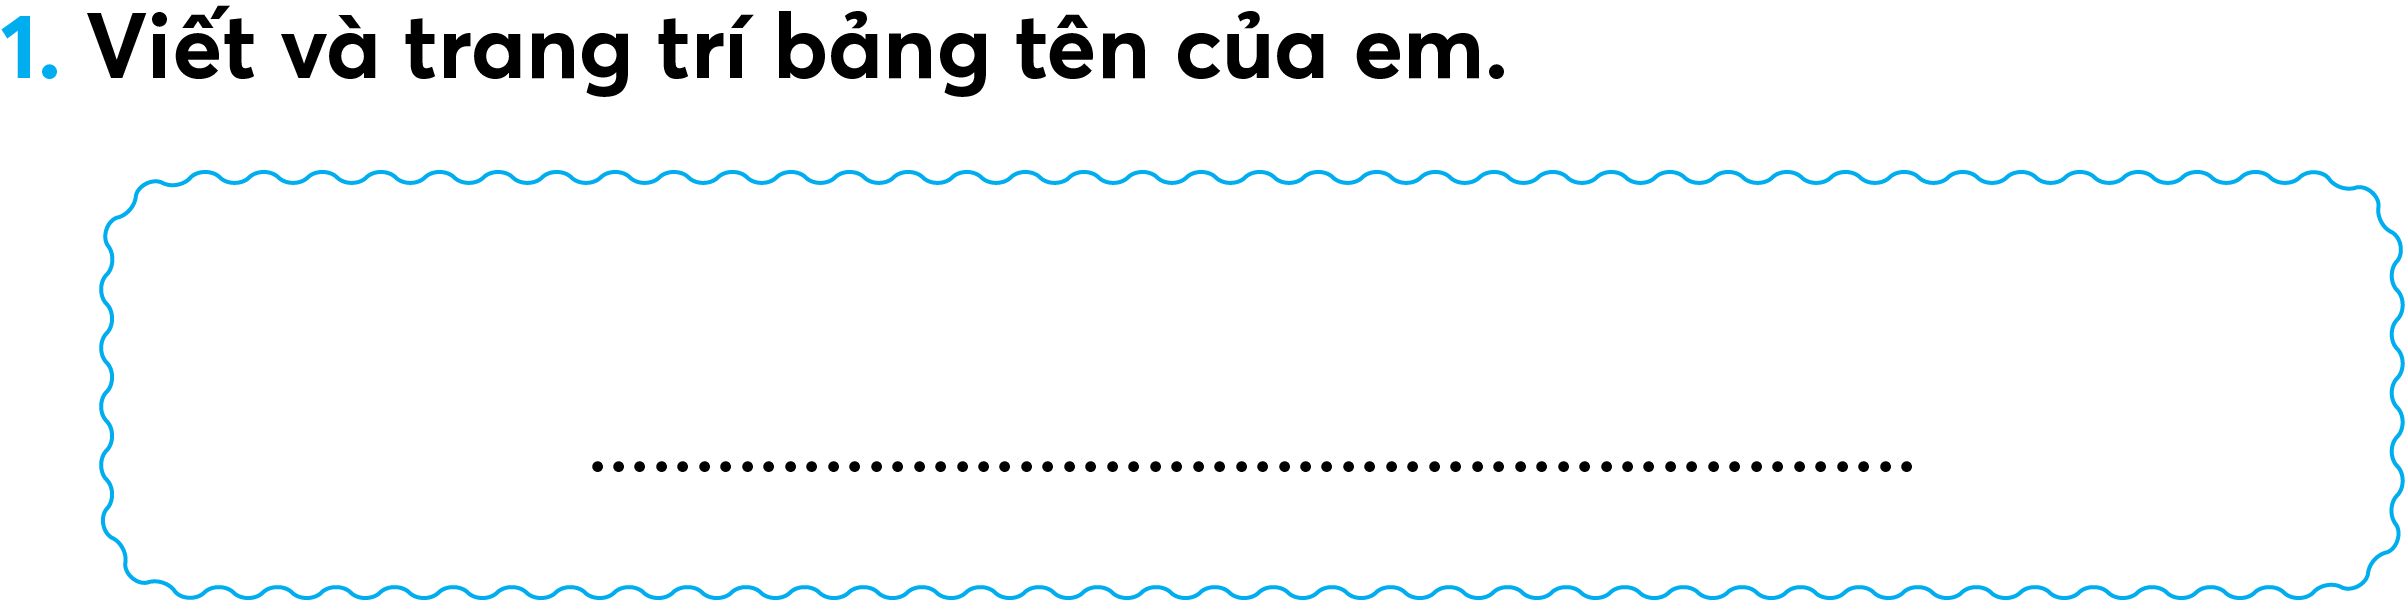 1. Viết và trang trí bảng tên của em.